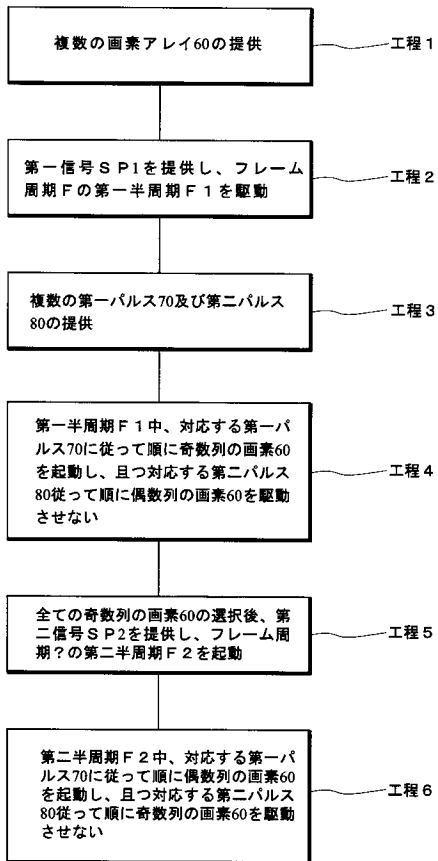 複数の画素アレイ60の提供
工程1
第一信号SP1を提供し、フレーム
周期Fの第一半周期F1を駆動
工程2
複数の第一パルス70及び第二パルス
80の提供
工程3
第一半周期F1中、対応する第一パ
ルス70に従って順に奇数列の画素60
を起動し、且つ対応する第二パルス
80従って順に偶数列の画素60を駆動
させない
工程4
全ての奇数列の画素60の選択後、第
二信号SP2を提供し、フレーム周
期?の第二半周期F2を起動
工程5
第二半周期F2中、対応する第一パ
ルス70に従って順に偶数列の画素60
を起動し、且つ対応する第二パルス
80従って順に奇数列の画素60を駆動
させない
工程6